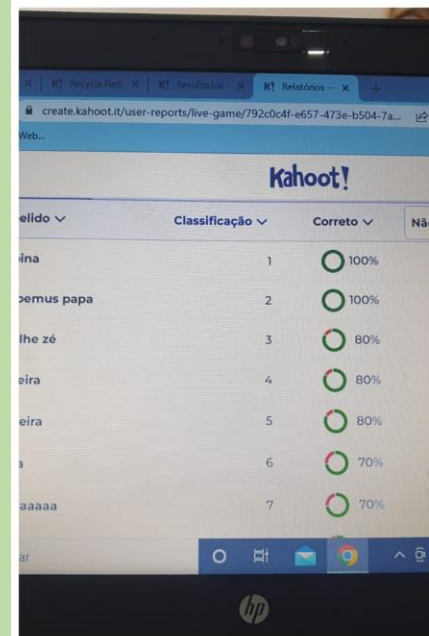 K! Recycle Red X K! Resultados - X K! Relatórios - X +
create.kahoot.it/user-reports/live-game/792c0c4f-e657-473e-b504-7a...
Web...
Kahoot!
elido Classificação Correto Nã
ina 1 100%
bemus papa 2 100%
lhe zé 3 80%
eira 4 80%
eira 5 80%
a 6 70%
aaaaa 7 70%
ar
hp